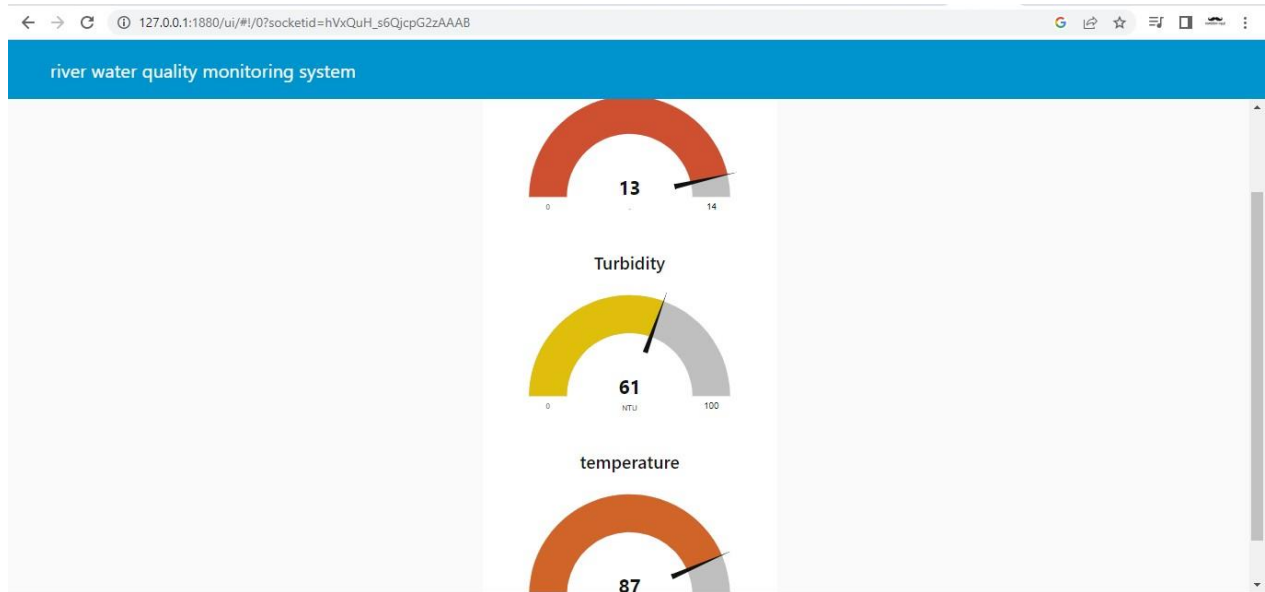 127.0.0.1:1880/ui/#!/0?socketid=hVxQuH_s6QjcpG2zAAAB
river water quality monitoring system
13
0 . 14
Turbidity
61
0 NTU 100
temperature
87